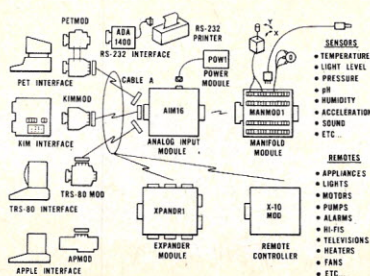 PETMOD
ADA
1400
RS-232 INTERFACE
RS-232
PRINTER
PET INTERFACE
CABLE A
POW1
POWER
MODULE
KIMMOD
KIM INTERFACE
AIM16
ANALOG INPUT
MODULE
MANMOD1
MANIFOLD
MODULE
X
Y
SENSORS
• TEMPERATURE
• LIGHT LEVEL
• PRESSURE
• pH
• HUMIDITY
• ACCELERATION
• SOUND
• ETC.
TRS-80 INTERFACE
TRS-80 MOD
XPANDR1
EXPANDER
MODULE
X-10
MOD
REMOTE
CONTROLLER
REMOTES
• APPLIANCES
• LIGHTS
• MOTORS
• PUMPS
• ALARMS
• HI-FIS
• TELEVISIONS
• HEATERS
• FANS
• ETC.
APPLE INTERFACE
APMOD